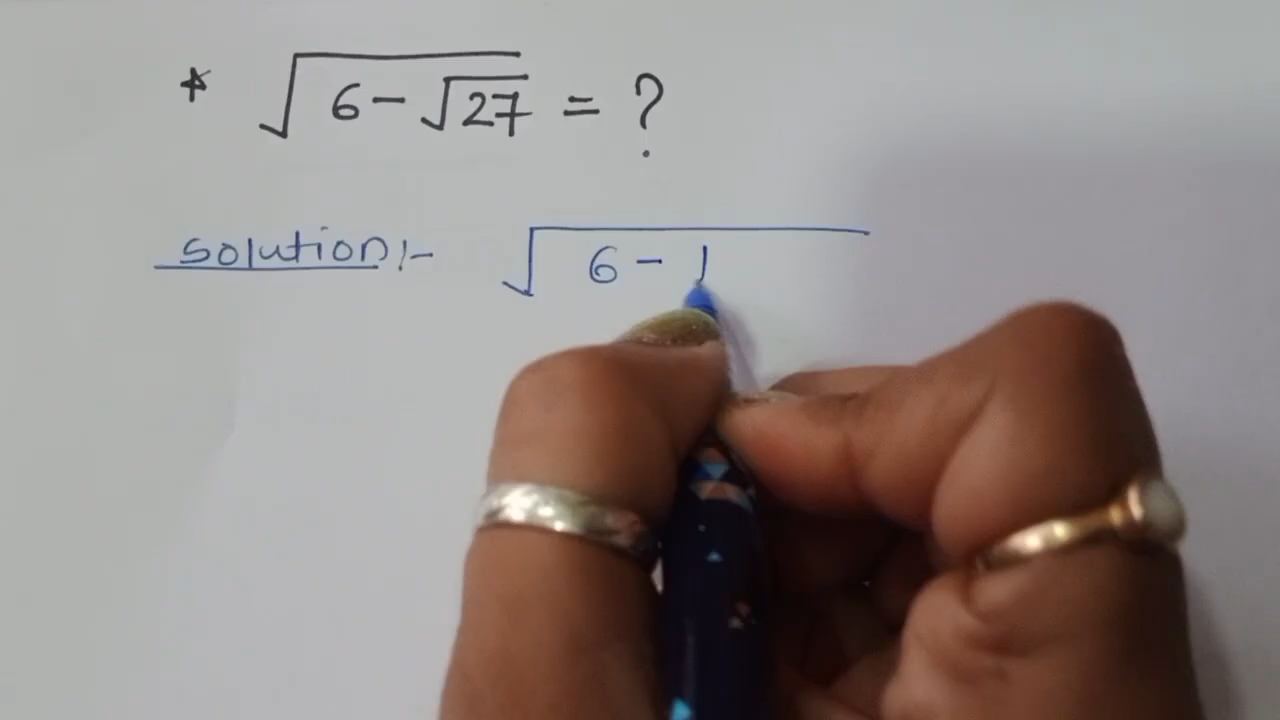 * √(6-√27) = ?
Solution:- √(6-